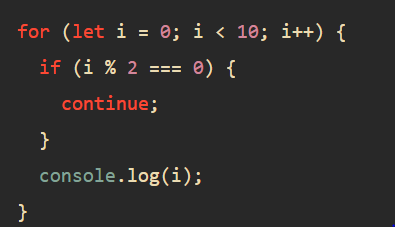 for (let i = 0; i < 10; i++) {
  if (i % 2 === 0) {
    continue;
  }
  console.log(i);
}